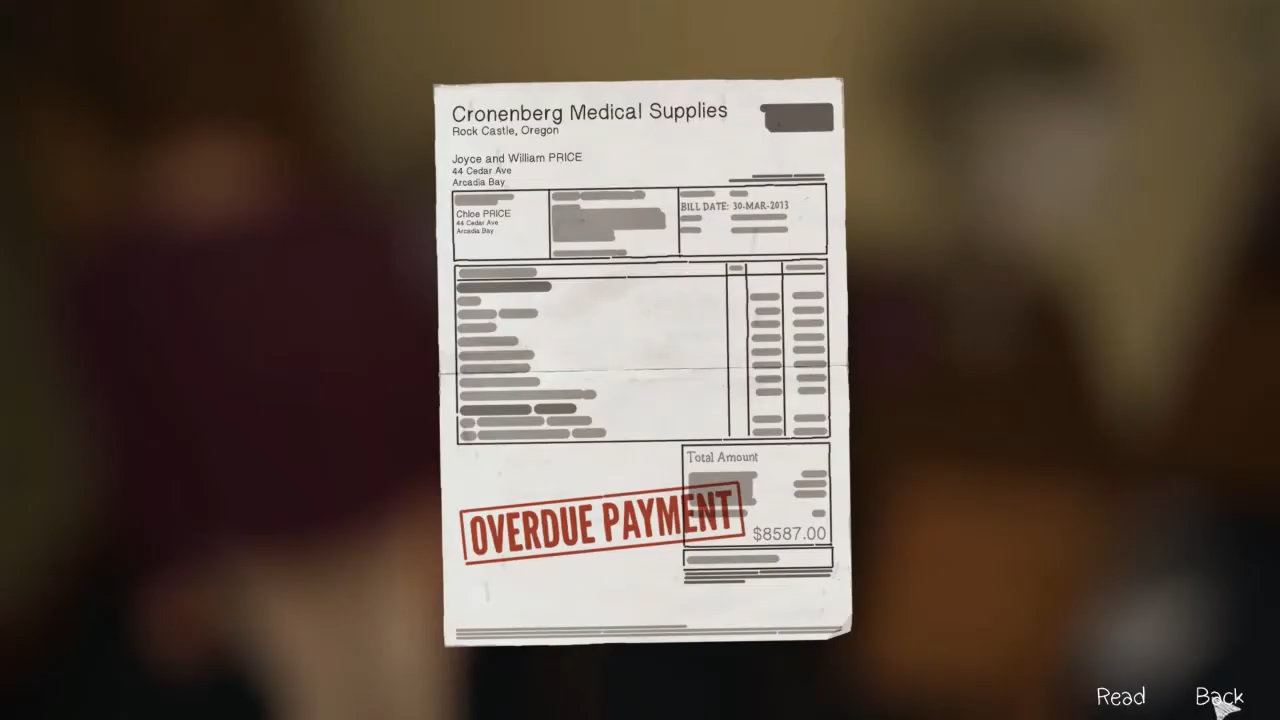 Cronenberg Medical Supplies
Rock Castle, Oregon
Joyce and William PRICE
44 Cedar Ave
Arcadia Bay
Chloe PRICE
44 Cedar Ave
Arcadia Bay
BILL DATE: 30-MAR-2013
Total Amount
OVERDUE PAYMENT
$8587.00
Read
Back